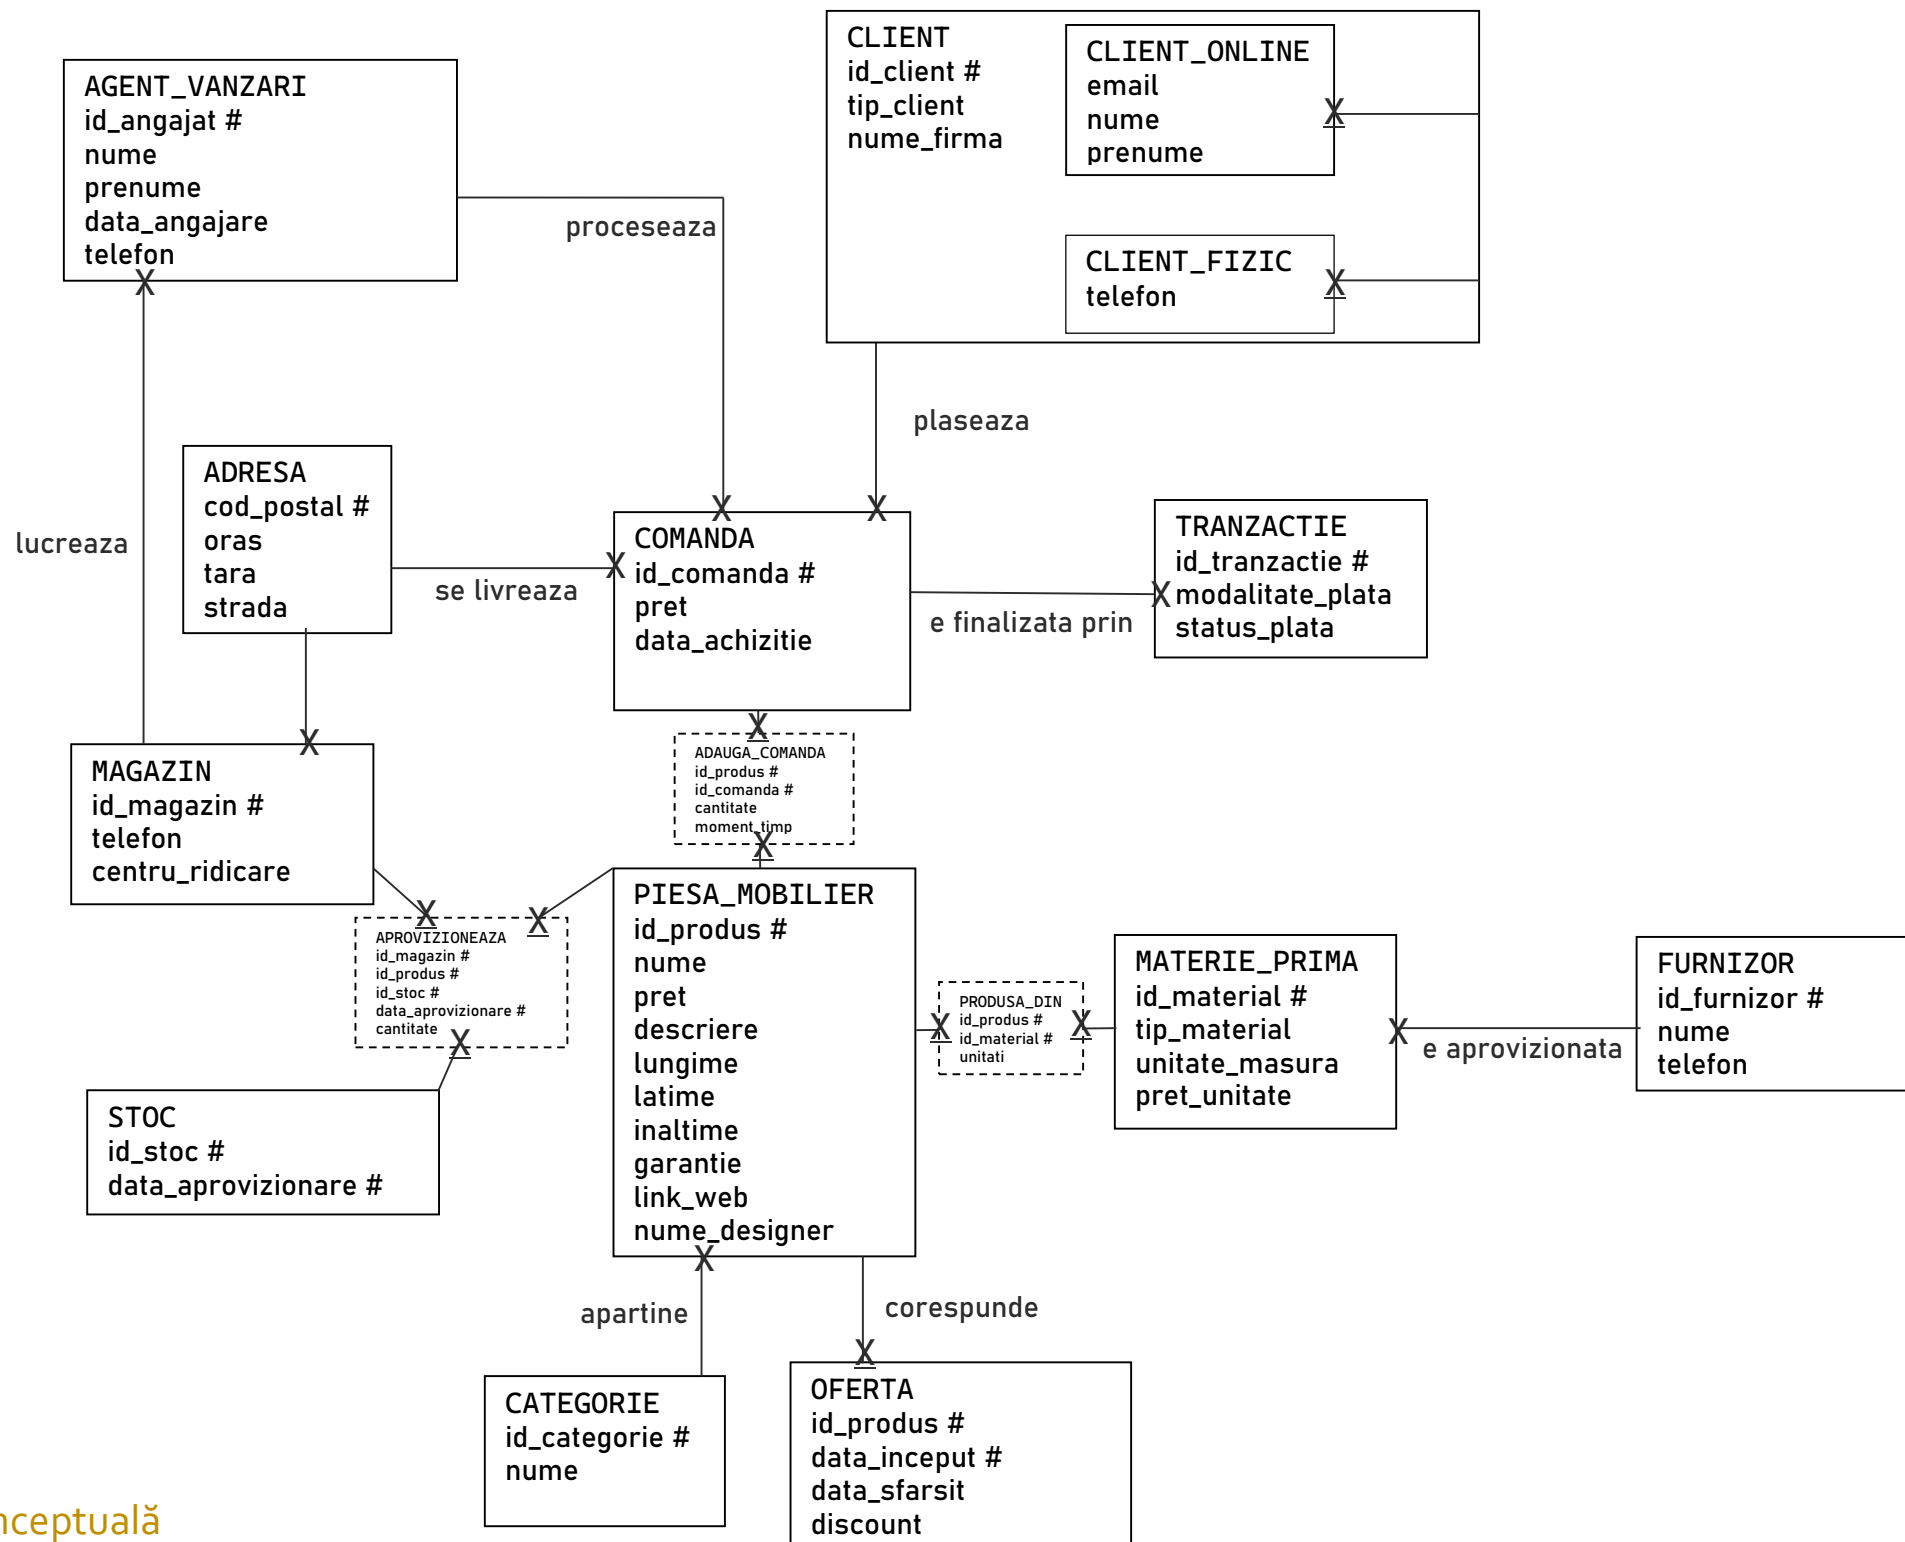 CLIENT
id_client #
tip_client
nume_firma
CLIENT_ONLINE
email
nume
prenume
CLIENT_FIZIC
telefon
AGENT_VANZARI
id_angajat #
nume
prenume
data_angajare
telefon
proceseaza
plaseaza
lucreaza
ADRESA
cod_postal #
oras
tara
strada
se livreaza
COMANDA
id_comanda #
pret
data_achizitie
e finalizata prin
TRANZACTIE
id_tranzactie #
modalitate_plata
status_plata
MAGAZIN
id_magazin #
telefon
centru_ridicare
ADAUGA_COMANDA
id_produs #
id_comanda #
cantitate
moment_timp
APROVIZIONEAZA
id_magazin #
id_produs #
id_stoc #
data_aprovizionare #
cantitate
PIESA_MOBILIER
id_produs #
nume
pret
descriere
lungime
latime
inaltime
garantie
link_web
nume_designer
PRODUSA_DIN
id_produs #
id_material #
unitati
MATERIE_PRIMA
id_material #
tip_material
unitate_masura
pret_unitate
e aprovizionata
FURNIZOR
id_furnizor #
nume
telefon
STOC
id_stoc #
data_aprovizionare #
apartine
corespunde
CATEGORIE
id_categorie #
nume
OFERTA
id_produs #
data_inceput #
data_sfarsit
discount
nceptuală